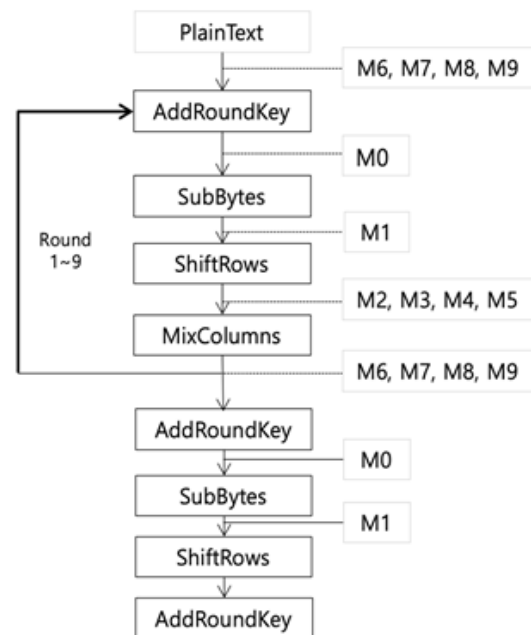 PlainText
M6, M7, M8, M9
AddRoundKey
M0
SubBytes
M1
Round
1~9
ShiftRows
M2, M3, M4, M5
MixColumns
M6, M7, M8, M9
AddRoundKey
M0
SubBytes
M1
ShiftRows
AddRoundKey